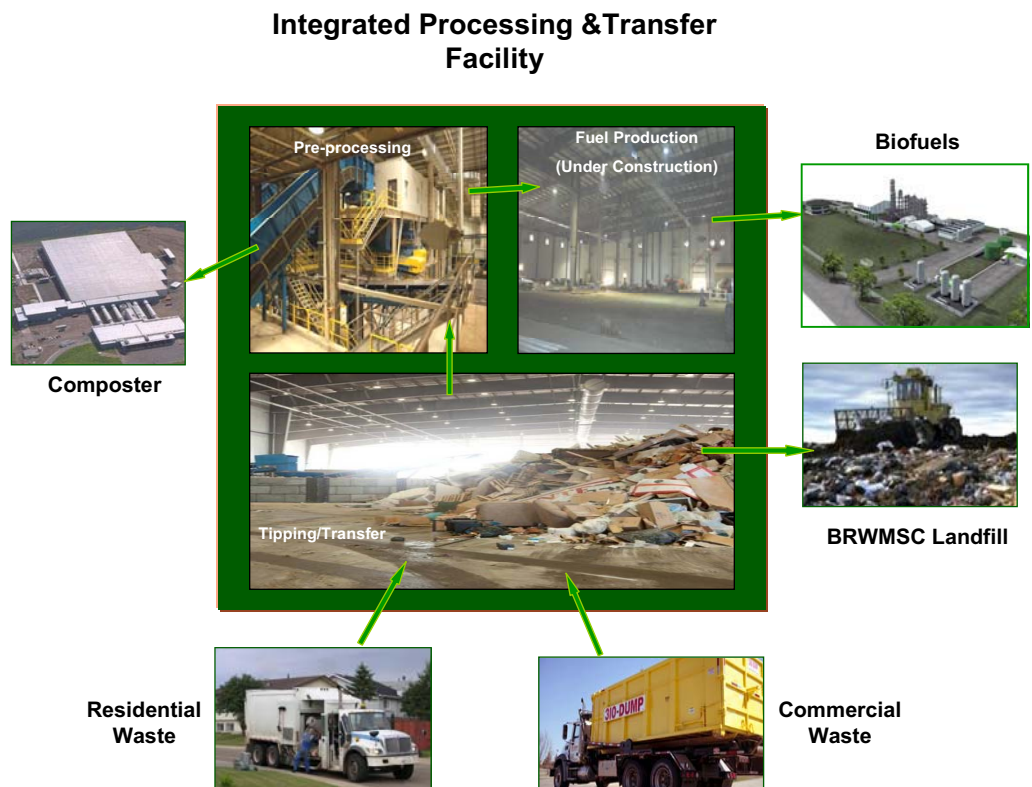 Integrated Processing &Transfer
Facility
Pre-processing
Fuel Production
(Under Construction)
Biofuels
Composter
Tipping/Transfer
BRWMSC Landfill
Residential
Waste
310-DUMP
Commercial
Waste